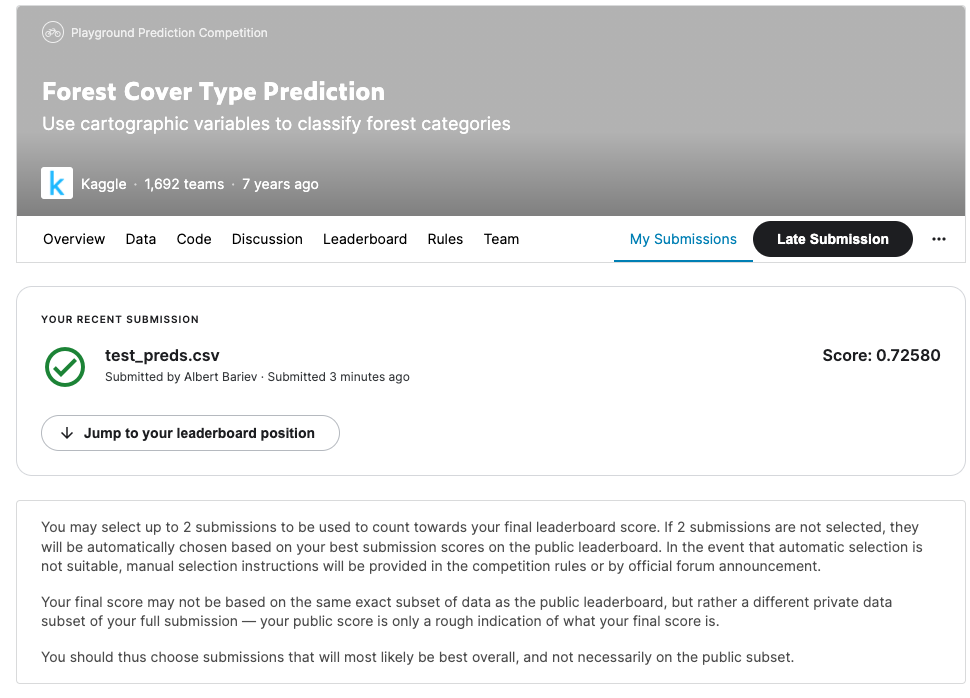 Playground Prediction Competition
Forest Cover Type Prediction
Use cartographic variables to classify forest categories
k
Kaggle · 1,692 teams · 7 years ago
Overview Data Code Discussion Leaderboard Rules Team My Submissions Late Submission ...
YOUR RECENT SUBMISSION
test_preds.csv Score: 0.72580
Submitted by Albert Bariev · Submitted 3 minutes ago
↓ Jump to your leaderboard position
You may select up to 2 submissions to be used to count towards your final leaderboard score. If 2 submissions are not selected, they
will be automatically chosen based on your best submission scores on the public leaderboard. In the event that automatic selection is
not suitable, manual selection instructions will be provided in the competition rules or by official forum announcement.
Your final score may not be based on the same exact subset of data as the public leaderboard, but rather a different private data
subset of your full submission — your public score is only a rough indication of what your final score is.
You should thus choose submissions that will most likely be best overall, and not necessarily on the public subset.